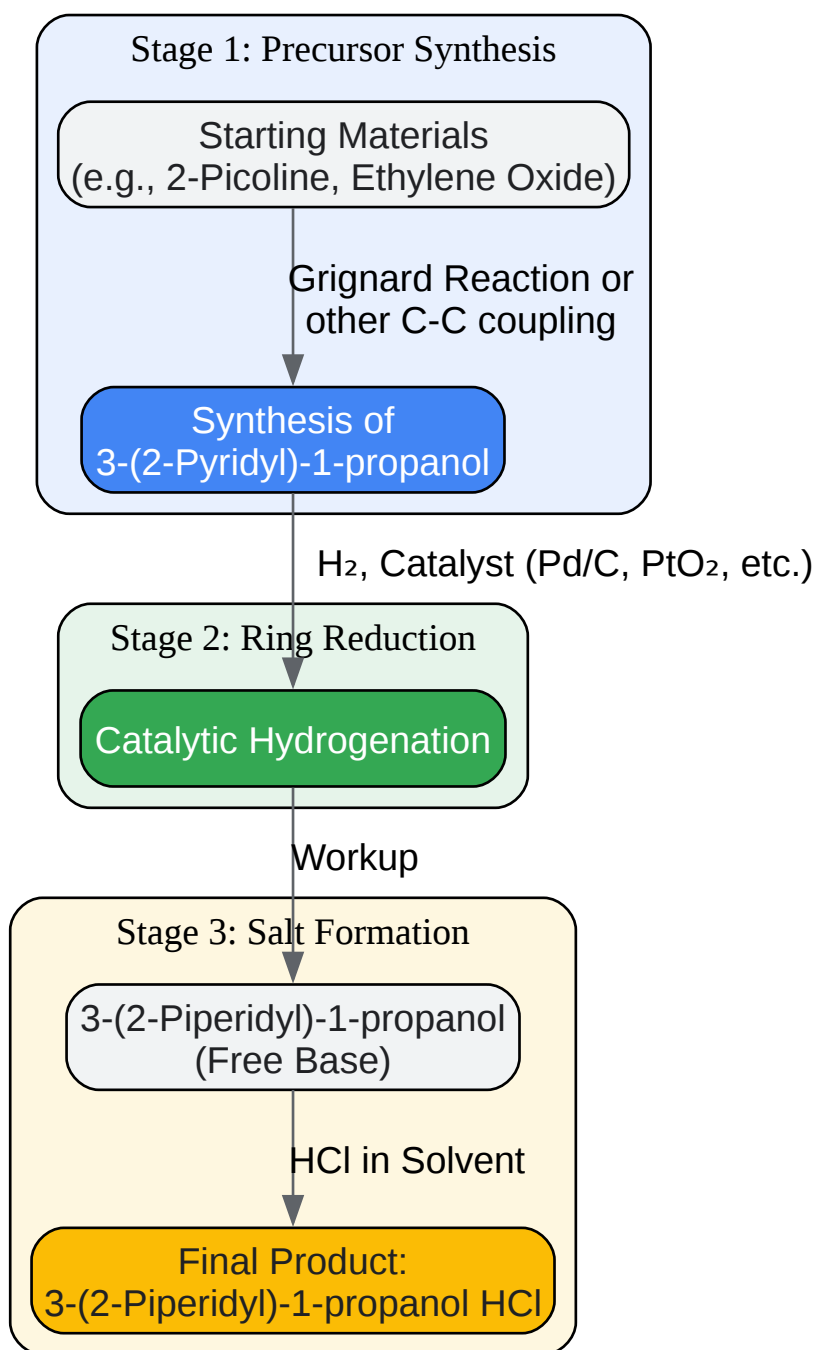 Stage 1: Precursor Synthesis
Starting Materials
(e.g., 2-Picoline, Ethylene Oxide)
Grignard Reaction or
other C-C coupling
Synthesis of
3-(2-Pyridyl)-1-propanol
H₂, Catalyst (Pd/C, PtO₂, etc.)
Stage 2: Ring Reduction
Catalytic Hydrogenation
Workup
Stage 3: Salt Formation
3-(2-Piperidyl)-1-propanol
(Free Base)
HCl in Solvent
Final Product:
3-(2-Piperidyl)-1-propanol HCl